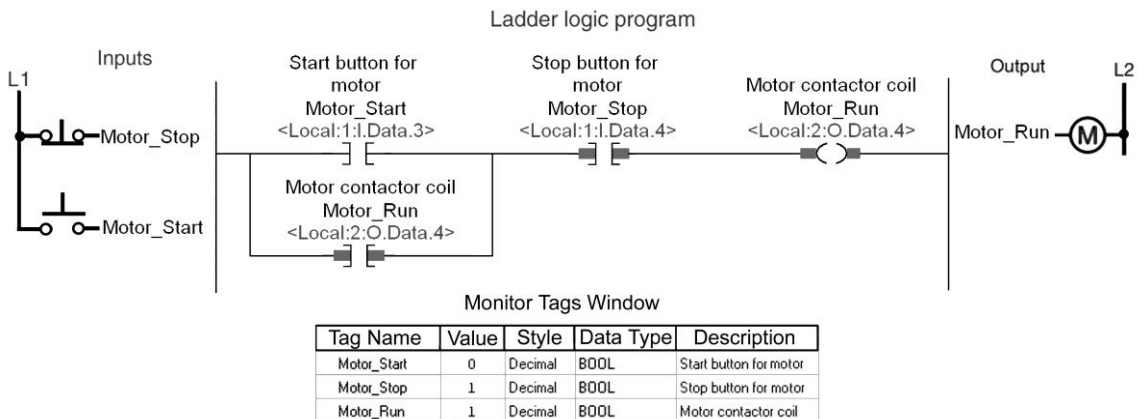 Ladder logic program
Inputs
L1
Motor_Stop
Motor_Start
Start button for
motor
Motor_Start
<Local:1:I.Data.3>
Stop button for
motor
Motor_Stop
<Local:1:I.Data.4>
Motor contactor coil
Motor_Run
<Local:2:O.Data.4>
Motor contactor coil
Motor_Run
<Local:2:O.Data.4>
Output
L2
Motor_Run
M
Monitor Tags Window
Tag Name Value Style Data Type Description
Motor_Start 0 Decimal BOOL Start button for motor
Motor_Stop 1 Decimal BOOL Stop button for motor
Motor_Run 1 Decimal BOOL Motor contactor coil